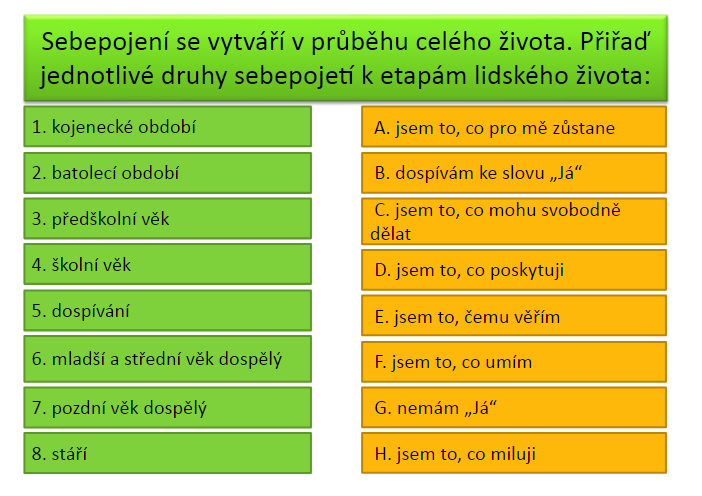 Sebepojení se vytváří v průběhu celého života. Přiřaď
jednotlivé druhy sebepojetí k etapám lidského života:
1. kojenecké období
A. jsem to, co pro mě zůstane
2. batolecí období
B. dospívám ke slovu „Já“
3. předškolní věk
C. jsem to, co mohu svobodně
dělat
4. školní věk
D. jsem to, co poskytuji
5. dospívání
E. jsem to, čemu věřím
6. mladší a střední věk dospělý
F. jsem to, co umím
7. pozdní věk dospělý
G. nemám „Já“
8. stáří
H. jsem to, co miluji